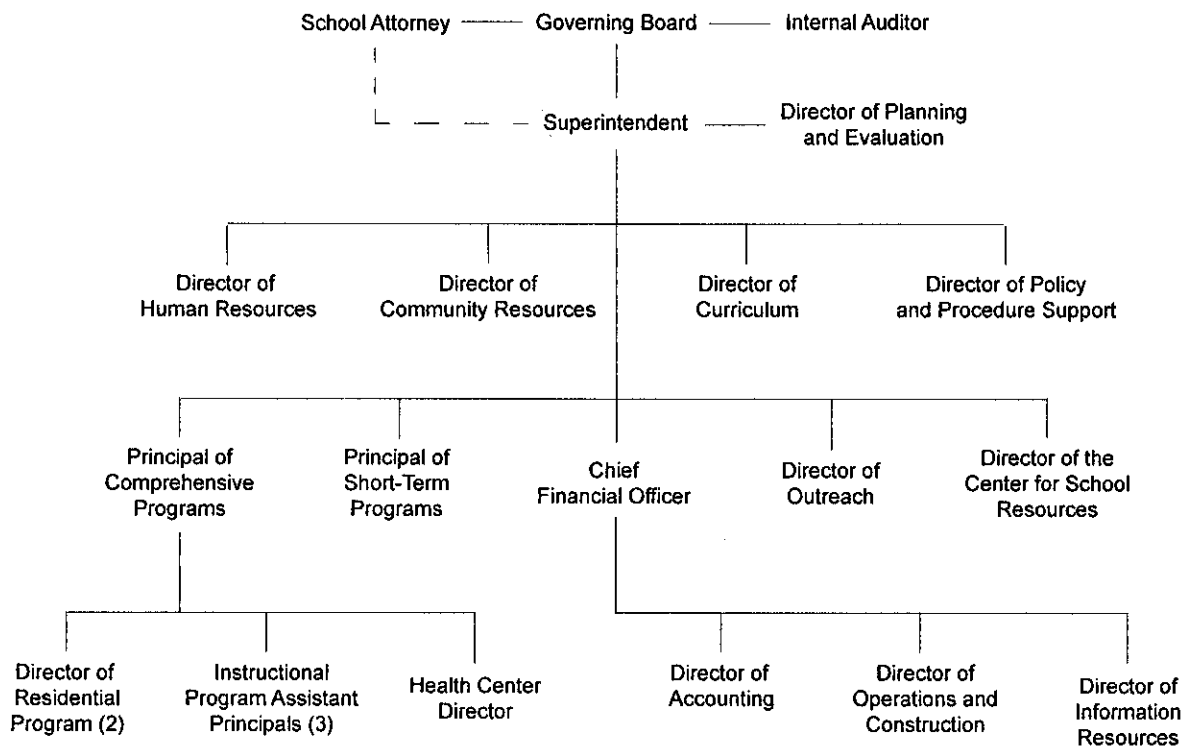 School Attorney
Governing Board
Internal Auditor
Superintendent
Director of Planning
and Evaluation
Director of
Human Resources
Director of
Community Resources
Director of
Curriculum
Director of Policy
and Procedure Support
Principal of
Comprehensive
Programs
Principal of
Short-Term
Programs
Chief
Financial Officer
Director of
Outreach
Director of the
Center for School
Resources
Director of
Residential
Program (2)
Instructional
Program Assistant
Principals (3)
Health Center
Director
Director of
Accounting
Director of
Operations and
Construction
Director of
Information
Resources